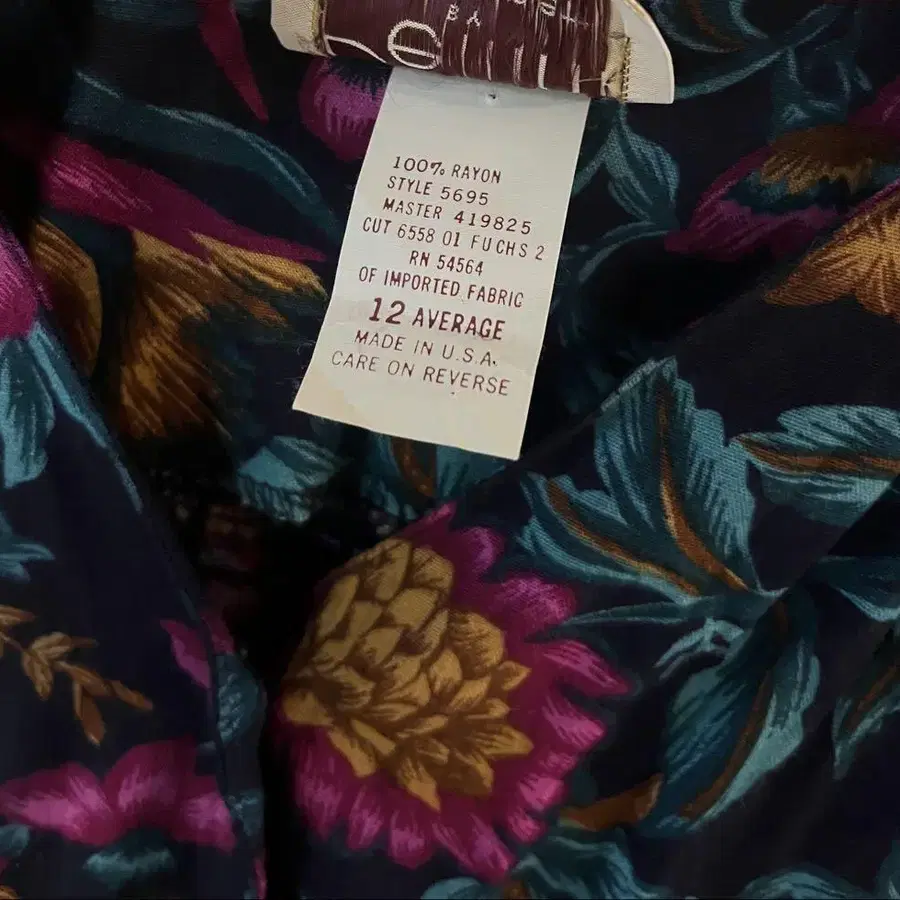 100% RAYON
STYLE 5695
MASTER 419825
CUT 6558 01 FUCHS 2
RN 54564
OF IMPORTED FABRIC
12 AVERAGE
MADE IN U.S.A.
CARE ON REVERSE